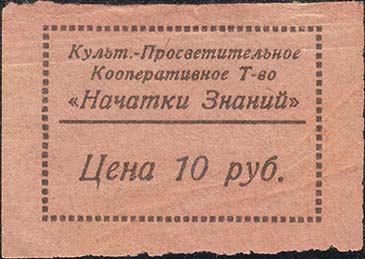 Культ.-Просветительное
Кооперативное Т-во
«Начатки Знаний»
Цена 10 руб.